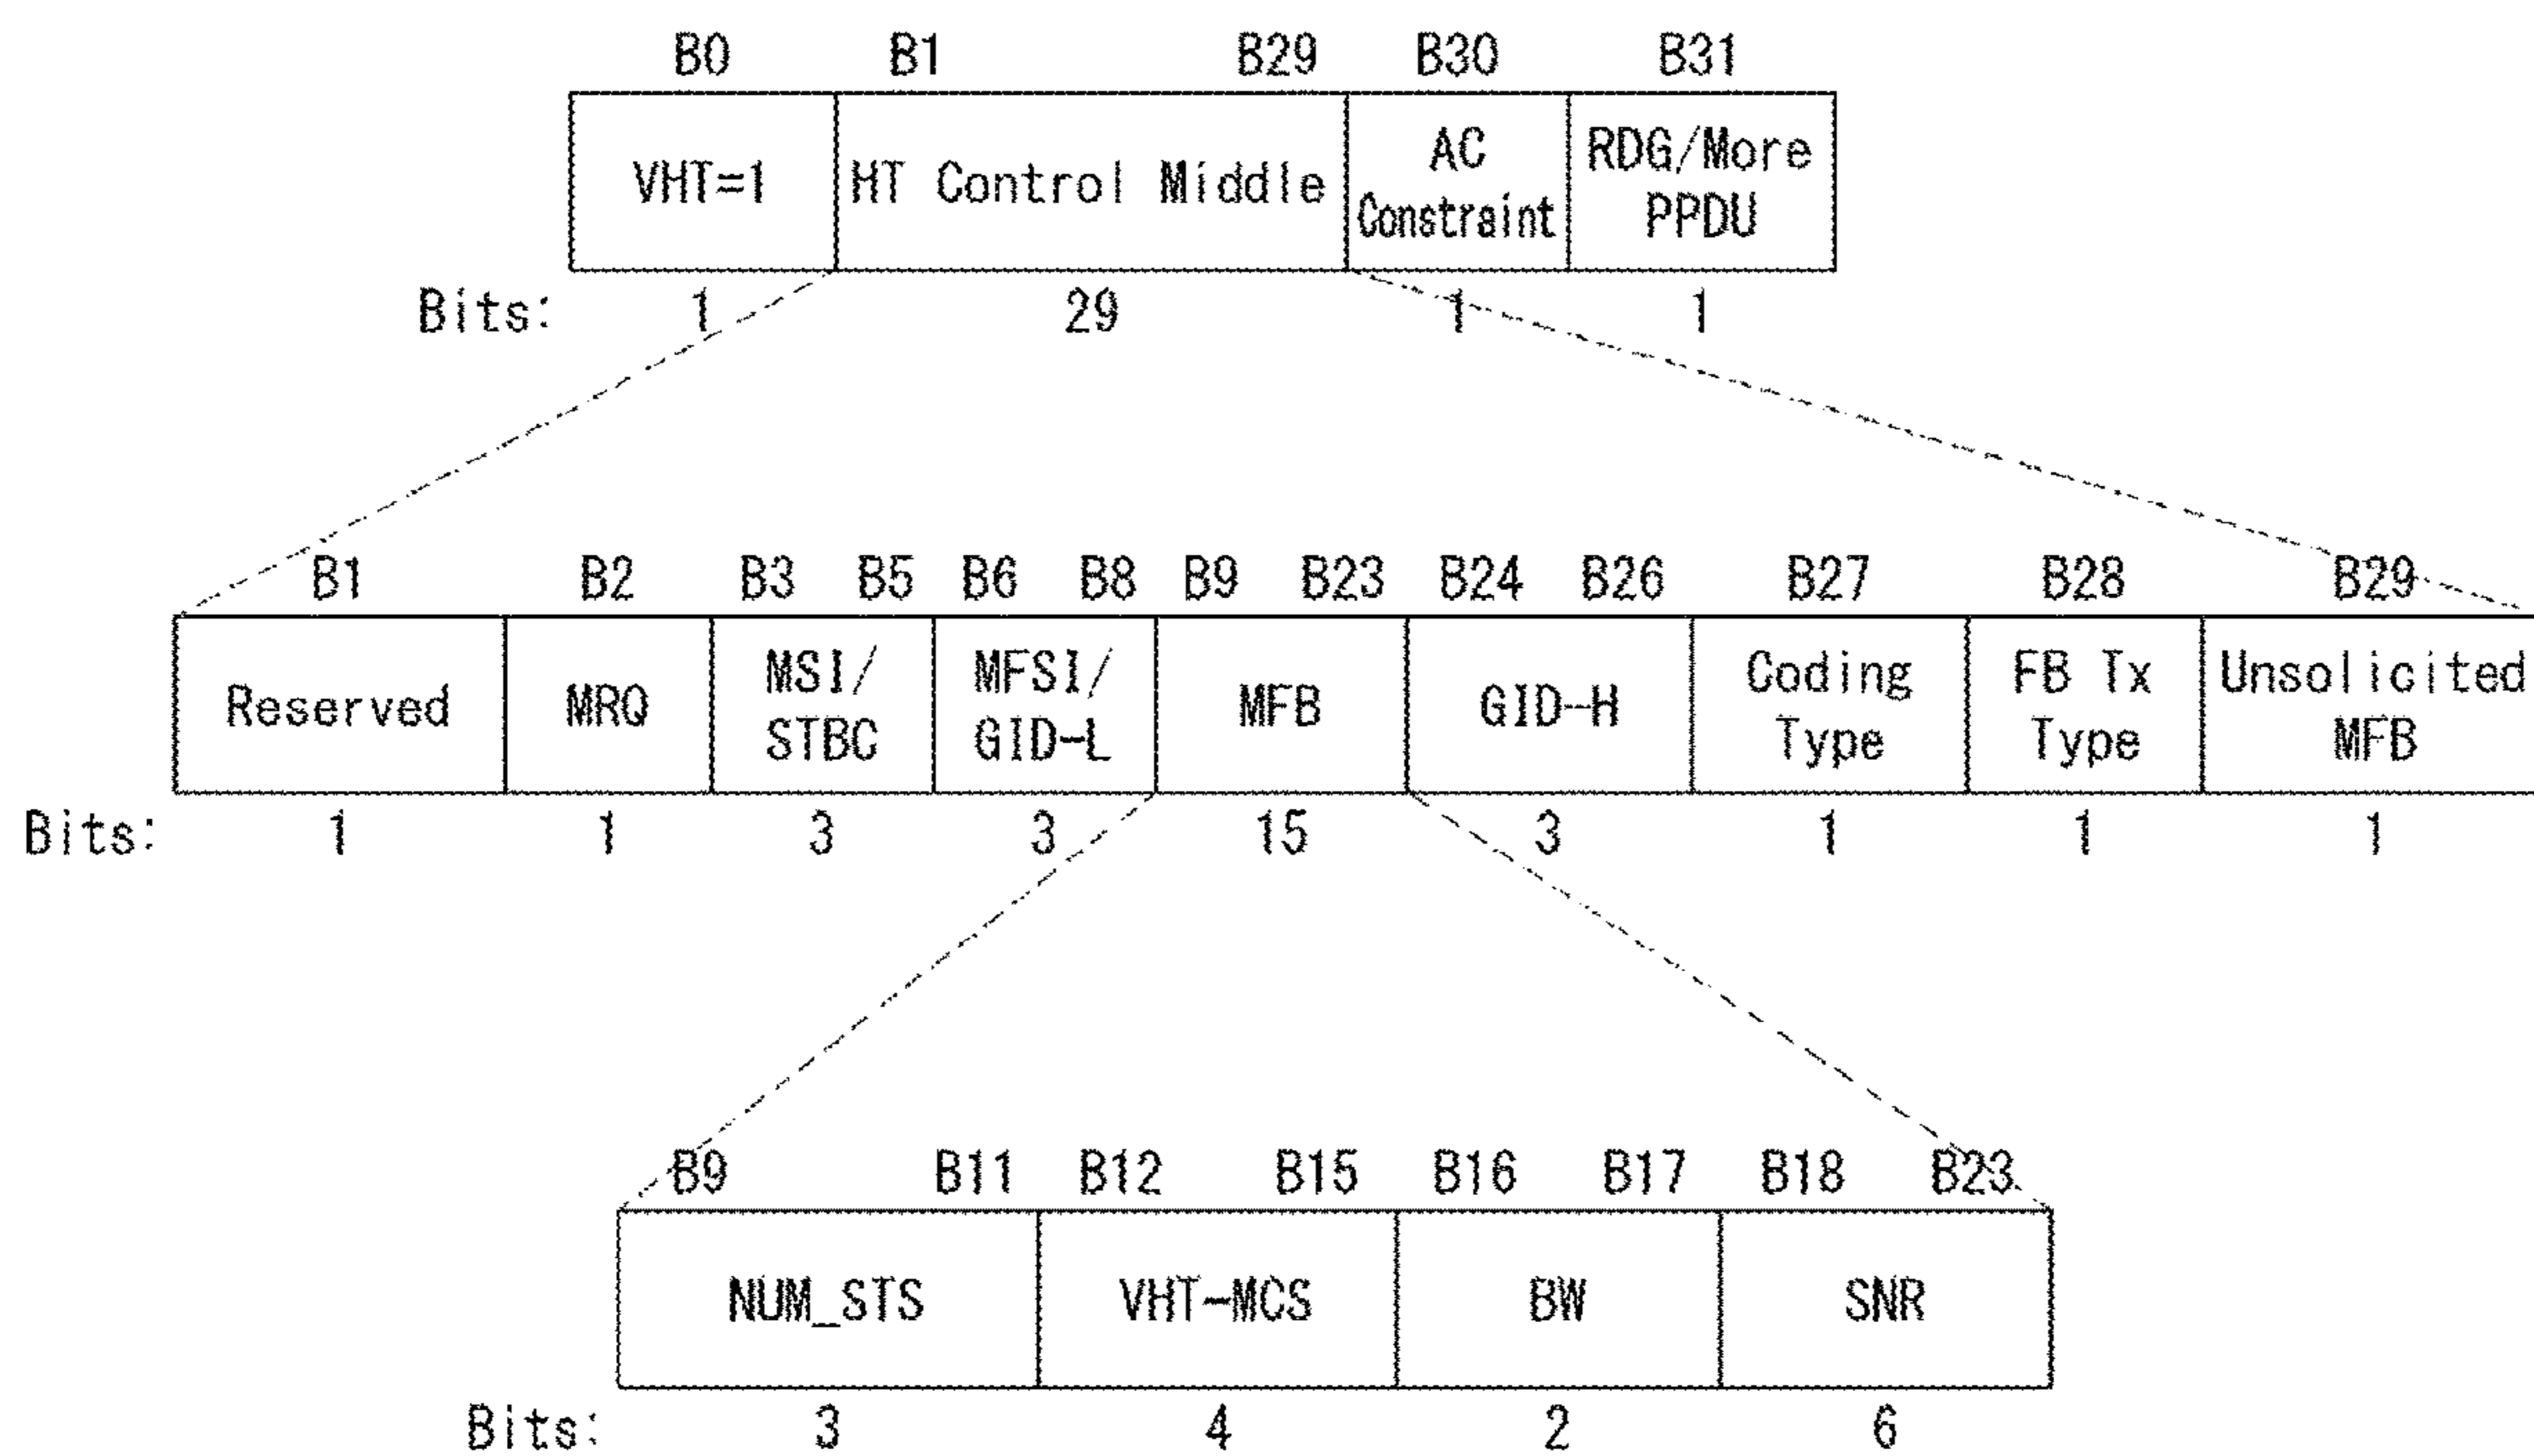 B0 B1 B29 B30 B31
VHT=1 HT Control Middle AC Constraint RDG/More PPDU
Bits: 1 29 1 1
B1 B2 B3 B5 B6 B8 B9 B23 B24 B26 B27 B28 B29
Reserved MRQ MSI/ STBC MFSI/ GID-L MFB GID-H Coding Type FB Tx Type Unsolicited MFB
Bits: 1 1 3 3 15 3 1 1 1
B9 B11 B12 B15 B16 B17 B18 B23
NUM_STS VHT-MCS BW SNR
Bits: 3 4 2 6